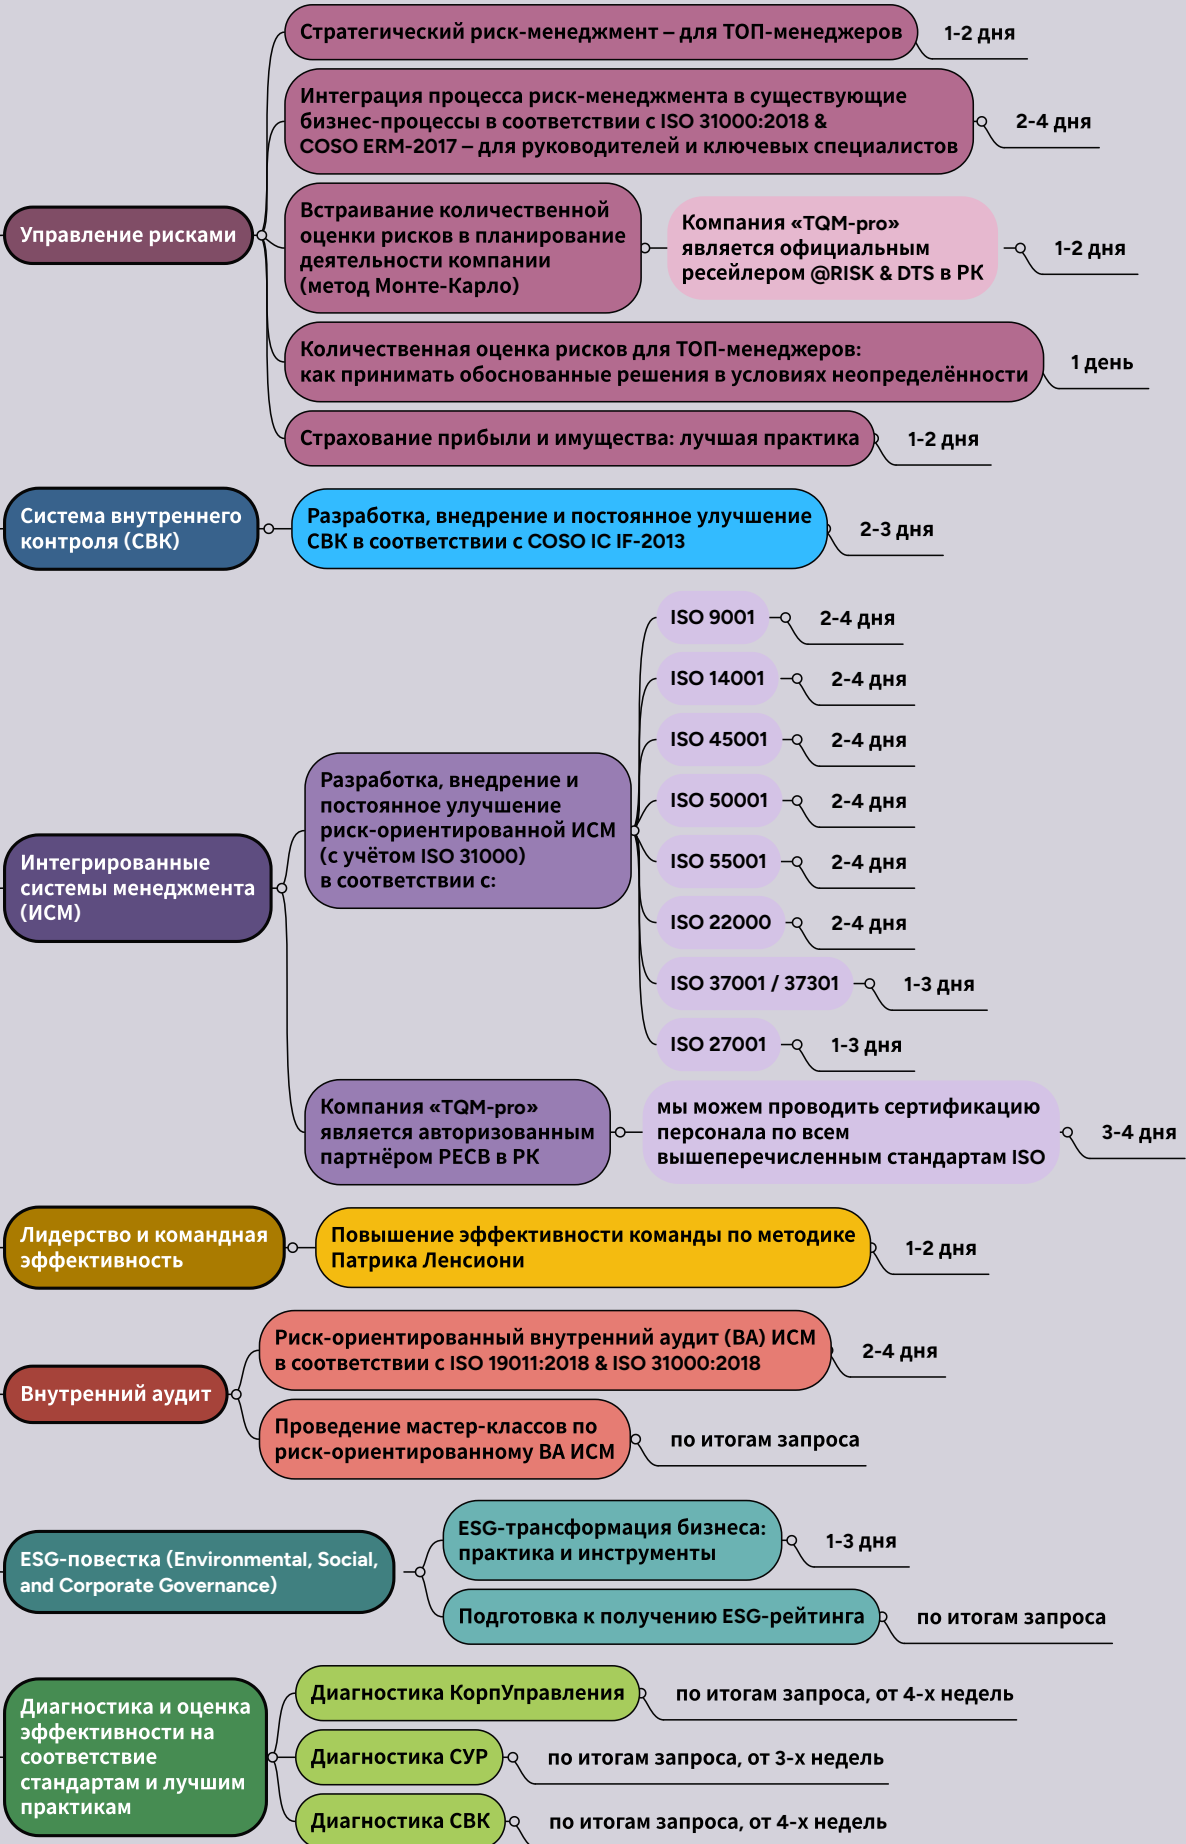 Управление рисками
Стратегический риск-менеджмент – для ТОП-менеджеров
1-2 дня
Интеграция процесса риск-менеджмента в существующие
бизнес-процессы в соответствии с ISO 31000:2018 &
COSO ERM-2017 – для руководителей и ключевых специалистов
2-4 дня
Встраивание количественной
оценки рисков в планирование
деятельности компании
(метод Монте-Карло)
Компания «TQM-pro»
является официальным
ресейлером @RISK & DTS в РК
1-2 дня
Количественная оценка рисков для ТОП-менеджеров:
как принимать обоснованные решения в условиях неопределённости
1 день
Страхование прибыли и имущества: лучшая практика
1-2 дня
Система внутреннего
контроля (СВК)
Разработка, внедрение и постоянное улучшение
СВК в соответствии с COSO IC IF-2013
2-3 дня
Интегрированные
системы менеджмента
(ИСМ)
Разработка, внедрение и
постоянное улучшение
риск-ориентированной ИСМ
(с учётом ISO 31000)
в соответствии с:
ISO 9001
2-4 дня
ISO 14001
2-4 дня
ISO 45001
2-4 дня
ISO 50001
2-4 дня
ISO 55001
2-4 дня
ISO 22000
2-4 дня
ISO 37001 / 37301
1-3 дня
ISO 27001
1-3 дня
Компания «TQM-pro»
является авторизованным
партнёром PECB в РК
мы можем проводить сертификацию
персонала по всем
вышеперечисленным стандартам ISO
3-4 дня
Лидерство и командная
эффективность
Повышение эффективности команды по методике
Патрика Ленсиони
1-2 дня
Внутренний аудит
Риск-ориентированный внутренний аудит (ВА) ИСМ
в соответствии с ISO 19011:2018 & ISO 31000:2018
2-4 дня
Проведение мастер-классов по
риск-ориентированному ВА ИСМ
по итогам запроса
ESG-повестка (Environmental, Social,
and Corporate Governance)
ESG-трансформация бизнеса:
практика и инструменты
1-3 дня
Подготовка к получению ESG-рейтинга
по итогам запроса
Диагностика и оценка
эффективности на
соответствие
стандартам и лучшим
практикам
Диагностика КорпУправления
по итогам запроса, от 4-х недель
Диагностика СУР
по итогам запроса, от 3-х недель
Диагностика СВК
по итогам запроса, от 4-х недель